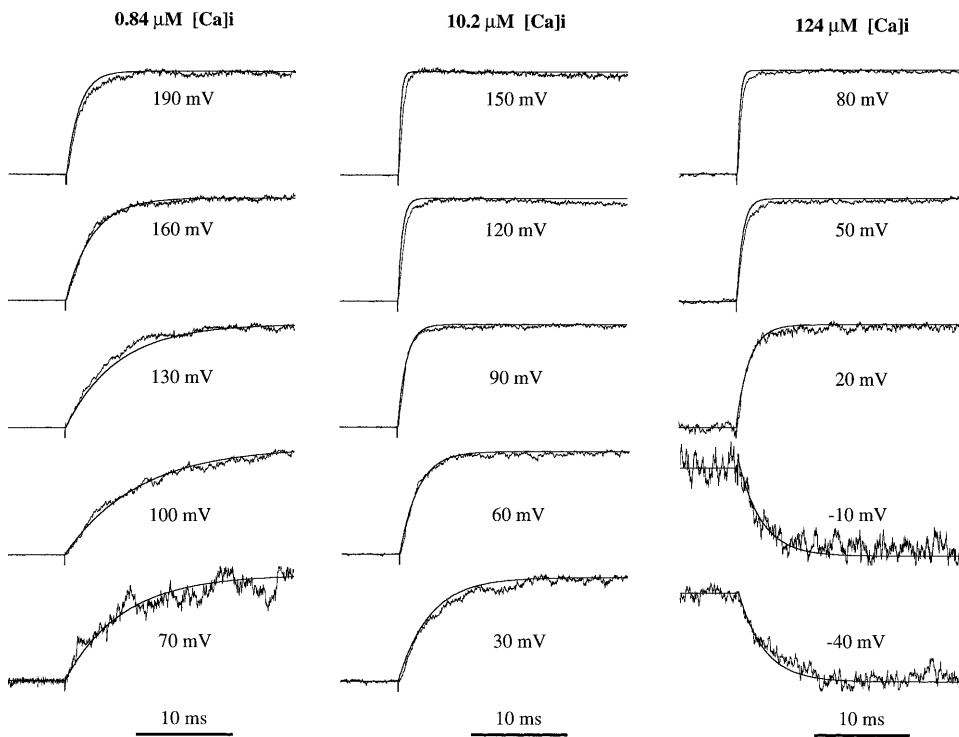 0.84 μM [Ca]i
10.2 μM [Ca]i
124 μM [Ca]i
190 mV
150 mV
80 mV
160 mV
120 mV
50 mV
130 mV
90 mV
20 mV
100 mV
60 mV
-10 mV
70 mV
30 mV
-40 mV
10 ms
10 ms
10 ms